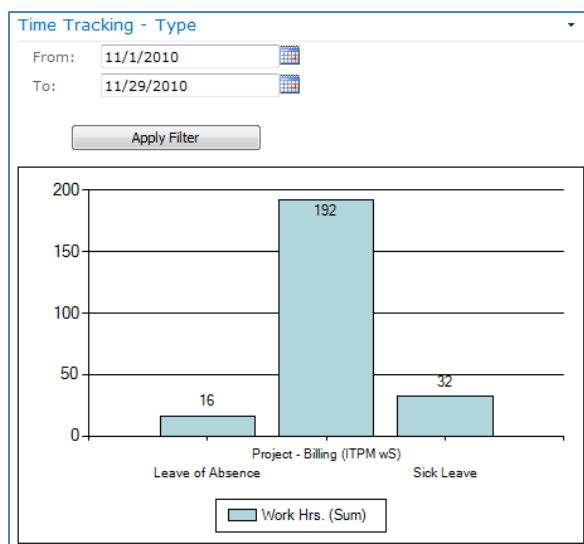 Time Tracking - Type
From: 11/1/2010
To: 11/29/2010
Apply Filter
200
192
150
100
50
32
16
0
Project - Billing (ITPM wS)
Leave of Absence Sick Leave
Work Hrs. (Sum)